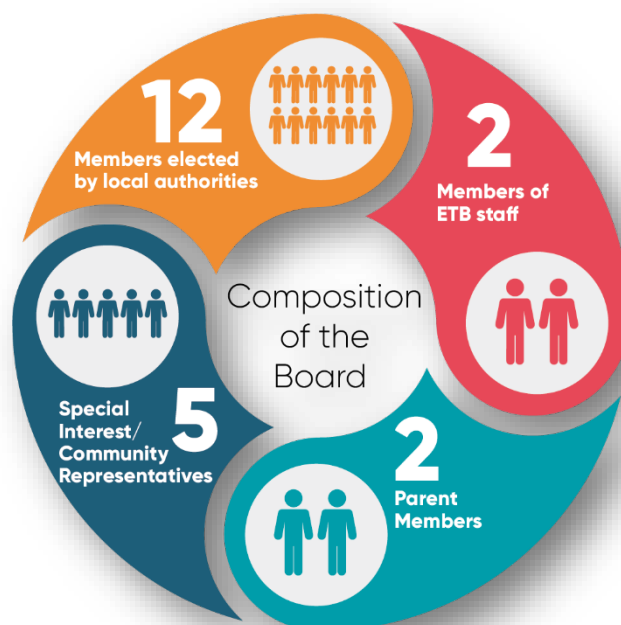 12
Members elected
by local authorities
2
Members of
ETB staff
Composition
of the
Board
Special
Interest/
Community
Representatives
5
2
Parent
Members